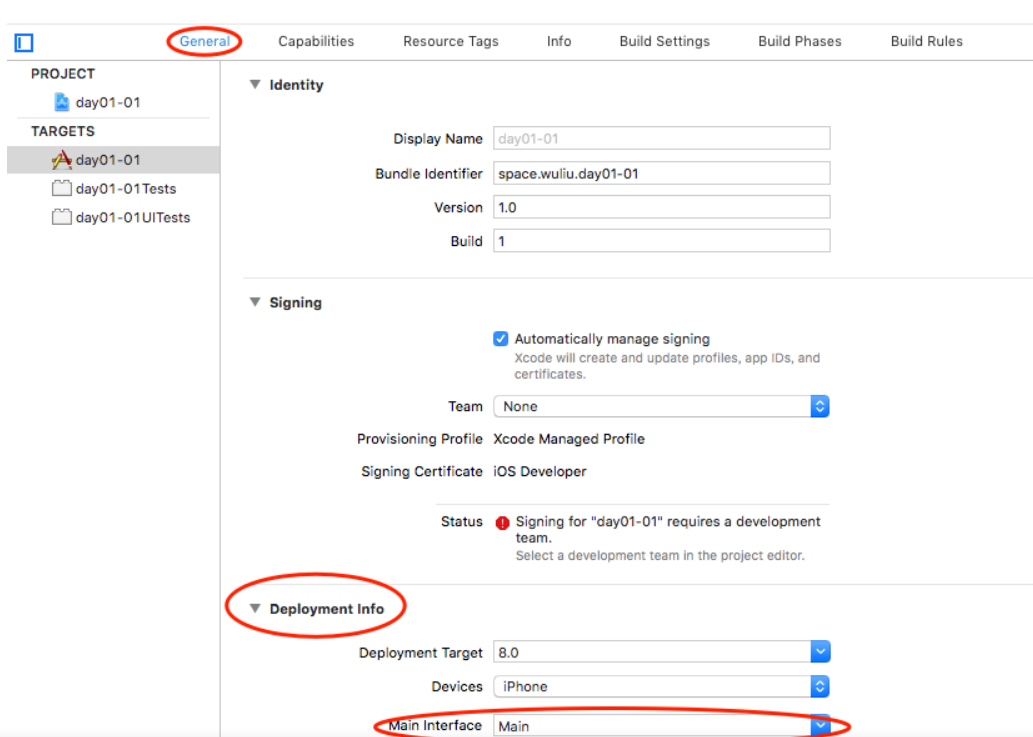 General Capabilities Resource Tags Info Build Settings Build Phases Build Rules
PROJECT
day01-01
TARGETS
day01-01
day01-01Tests
day01-01UITests
Identity
Display Name day01-01
Bundle Identifier space.wuliu.day01-01
Version 1.0
Build 1
Signing
Automatically manage signing
Xcode will create and update profiles, app IDs, and
certificates.
Team None
Provisioning Profile Xcode Managed Profile
Signing Certificate iOS Developer
Status Signing for "day01-01" requires a development
team.
Select a development team in the project editor.
Deployment Info
Deployment Target 8.0
Devices iPhone
Main Interface Main